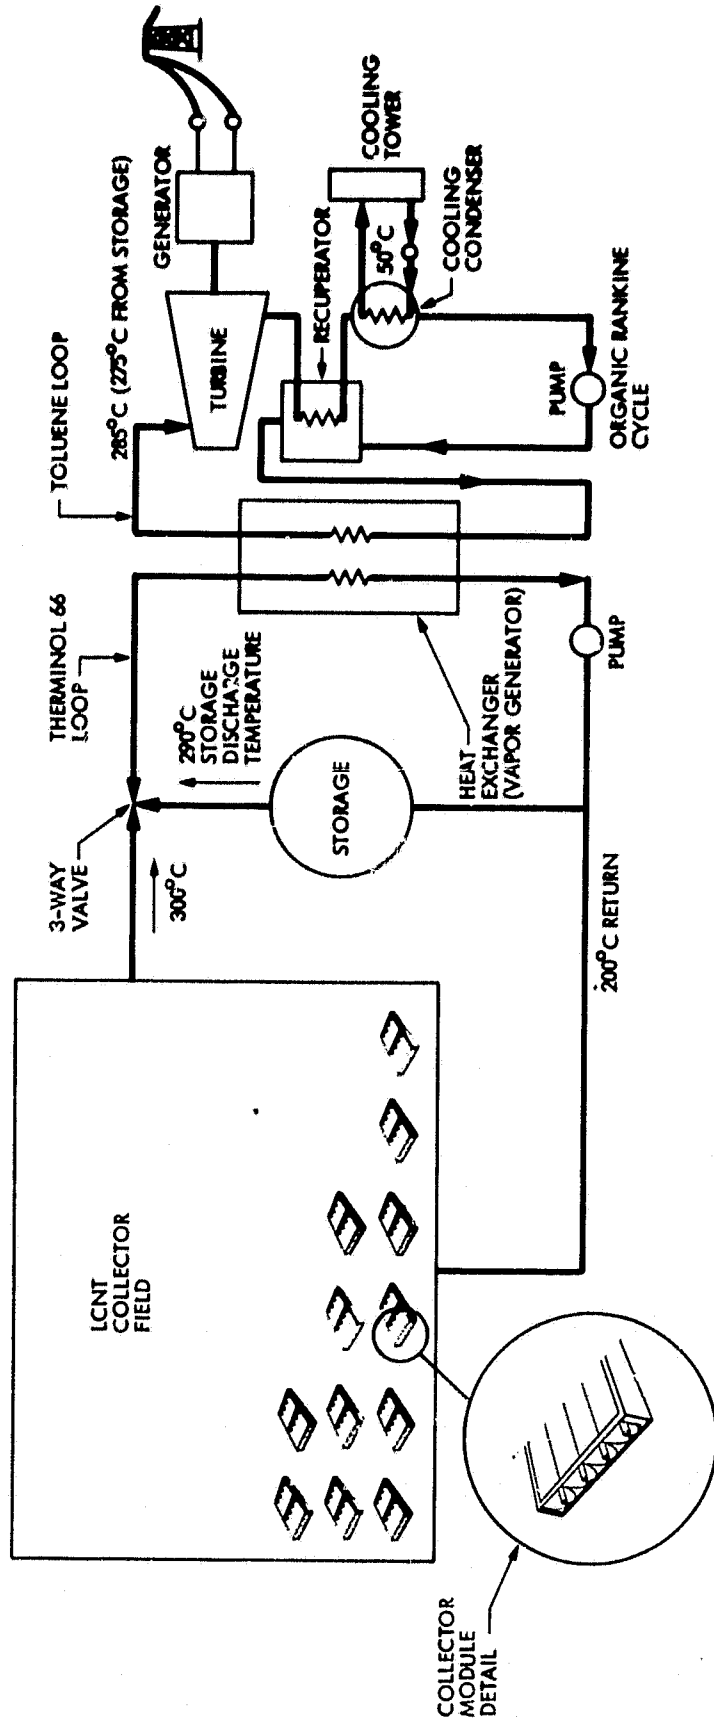 LCNT
COLLECTOR
FIELD
COLLECTOR
MODULE
DETAIL
3-WAY
VALVE
300°C
THERMINOL 66
LOOP
290°C
STORAGE
DISCHARGE
TEMPERATURE
STORAGE
200°C RETURN
HEAT
EXCHANGER
(VAPOR GENERATOR)
PUMP
TOLUENE LOOP
285°C (275°C FROM STORAGE)
TURBINE
GENERATOR
RECUPERATOR
50°C
COOLING
TOWER
COOLING
CONDENSER
PUMP
ORGANIC RANKINE
CYCLE